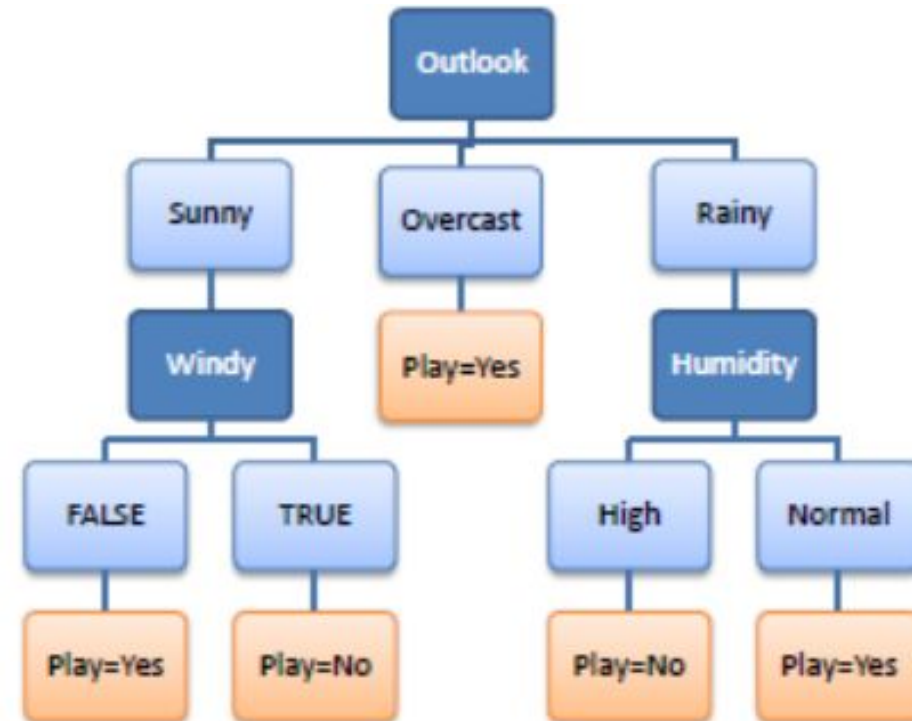 Outlook
Sunny
Overcast
Rainy
Windy
Play=Yes
Humidity
FALSE
TRUE
High
Normal
Play=Yes
Play=No
Play=No
Play=Yes